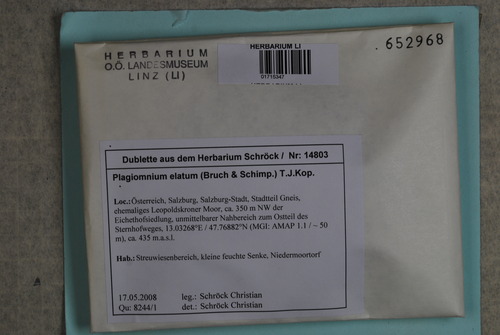 HERBARIUM
O.Ö. LANDESMUSEUM
LINZ (LI)
HERBARIUM LI
01715347
.652968
Dublette aus dem Herbarium Schröck / Nr: 14803
Plagiomnium elatum (Bruch & Schimp.) T.J.Kop.
Loc.:Österreich, Salzburg, Salzburg-Stadt, Stadtteil Gneis,
ehemaliges Leopoldskroner Moor, ca. 350 m NW der
Eichethofsiedlung, unmittelbarer Nahbereich zum Ostteil des
Sternhofweges, 13.03268°E / 47.76882°N (MGI: AMAP 1.1 / ~ 50
m), ca. 435 m.a.s.l.
Hab.: Streuwiesenbereich, kleine feuchte Senke, Niedermoortorf
17.05.2008 leg.: Schröck Christian
Qu: 8244/1 det.: Schröck Christian